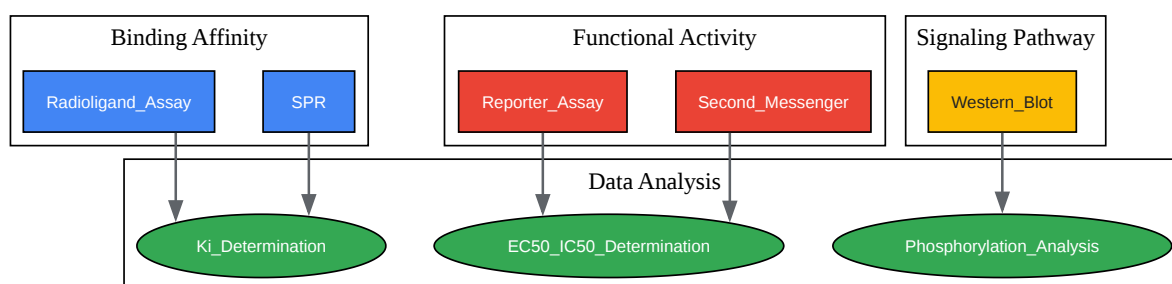 Binding Affinity
Functional Activity
Signaling Pathway
Radioligand_Assay
SPR
Reporter_Assay
Second_Messenger
Western_Blot
Data Analysis
Ki_Determination
EC50_IC50_Determination
Phosphorylation_Analysis